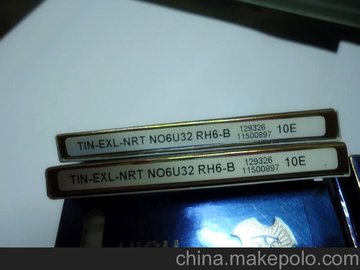 TIN-EXL-NRT NO6U32 RH6-B 129326 11500897 10E
TIN-EXL-NRT NO6U32 RH6-B 129326 11500897 10E
HIGH
china.makepolo.com